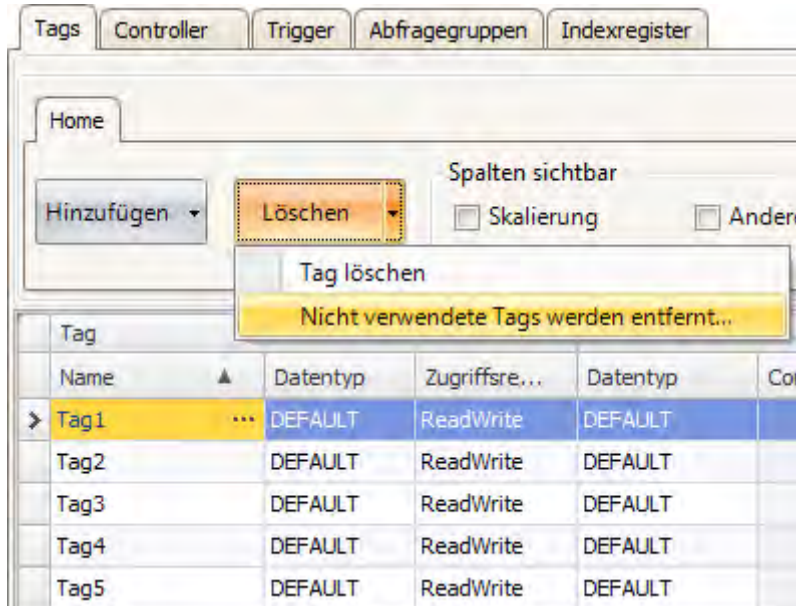 Tags Controller Trigger Abfragegruppen Indexregister
Home
Spalten sichtbar
Hinzufügen Löschen Skalierung Andere
Tag löschen
Nicht verwendete Tags werden entfernt...
Tag
Name Datentyp Zugriffsre... Datentyp Con
Tag1 ... DEFAULT ReadWrite DEFAULT
Tag2 DEFAULT ReadWrite DEFAULT
Tag3 DEFAULT ReadWrite DEFAULT
Tag4 DEFAULT ReadWrite DEFAULT
Tag5 DEFAULT ReadWrite DEFAULT